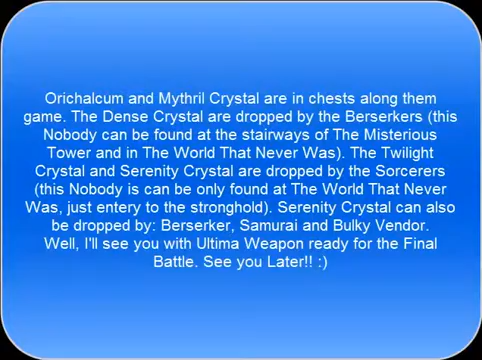 Orichalcum and Mythril Crystal are in chests along them
game. The Dense Crystal are dropped by the Berserkers (this
Nobody can be found at the stairways of The Misterious
Tower and in The World That Never Was). The Twilight
Crystal and Serenity Crystal are dropped by the Sorcerers
(this Nobody is can be only found at The World That Never
Was, just entery to the stronghold). Serenity Crystal can also
be dropped by: Berserker, Samurai and Bulky Vendor.
Well, I'll see you with Ultima Weapon ready for the Final
Battle. See you Later!! :)